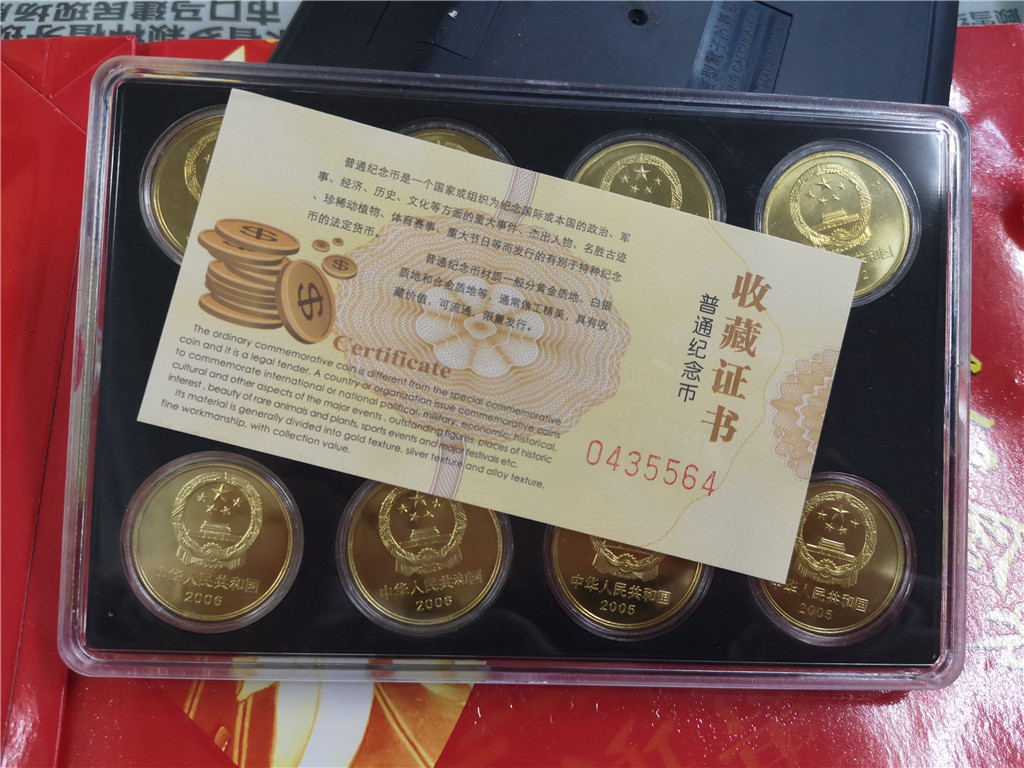 市口马建民现场
普通纪念币是一个国家或组织为纪念国际或本国的政治、军
事、经济、历史、文化等方面的重大事件、杰出人物、名胜古迹
、珍稀动植物、体育赛事、重大节日等而发行的有别于特种纪念
币的法定货币。
普通纪念币材质一般分黄金质地、白银
质地和合金质地等，通常做工精美，具有收
藏价值，可流通，限量发行。
收藏证书
普通纪念币
Certificate
The ordinary commemorative coin is different from the special commemorative
coin and it is a legal tender. A country or organization issue commemorative coins
to commemorate international or national political, military, economic, historical,
cultural and other aspects of the major events, outstanding figures, places of historic
interest, beauty of rare animals and plants, sports events and major festivals etc.
Its material is generally divided into gold texture, silver texture and alloy texture,
fine workmanship, with collection value.
0435564
中华人民共和国
2006
中华人民共和国
2006
中华人民共和国
2005
中华人民共和国
2005